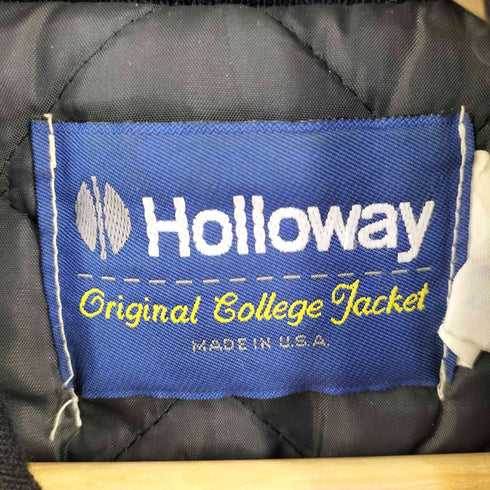 Holloway
Original College Jacket
MADE IN U.S.A.